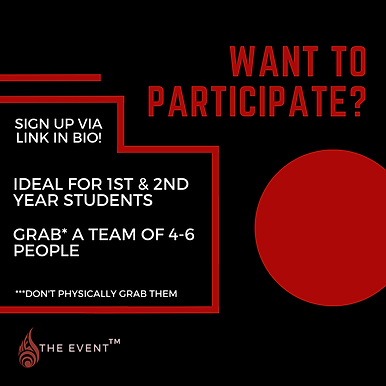 WANT TO
PARTICIPATE?
SIGN UP VIA
LINK IN BIO!
IDEAL FOR 1ST & 2ND
YEAR STUDENTS
GRAB* A TEAM OF 4-6
PEOPLE
***DON'T PHYSICALLY GRAB THEM
THE EVENT™